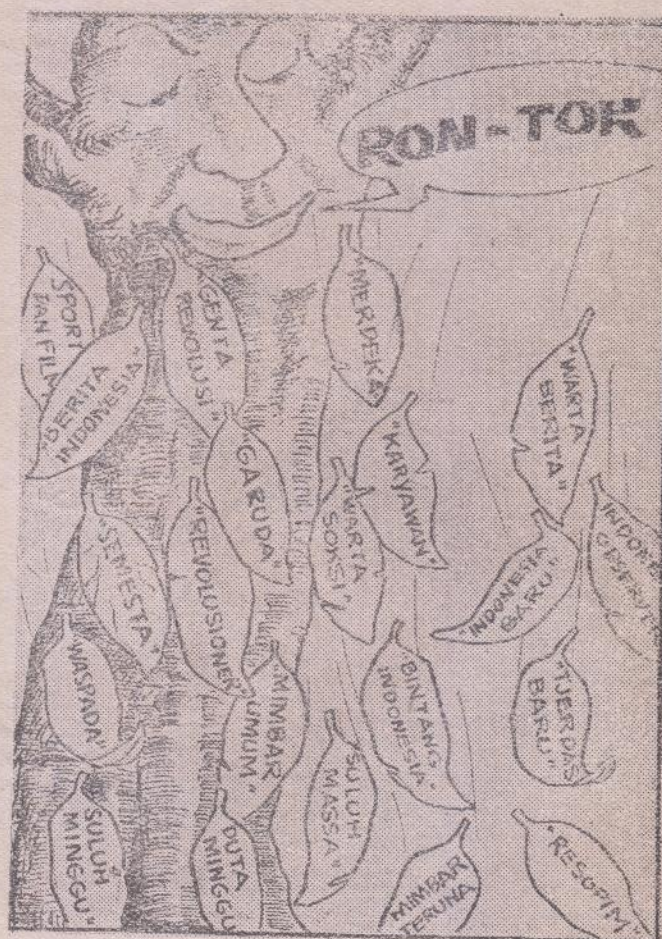 RON-TOK
SPORT
DAN FILM
"BERITA
INDONESIA"
GENTA
REVOLUSI"
"MERDEKA"
"WARTA
BERITA"
"GARUDA"
"KARYAWAN"
"WARTA
SOKSI"
"SEMESTA"
"REVOLUSIONER"
"INDONESIA
BARU"
WASPADA"
"MIMBAR
UMUM"
BINTANG
INDONESIA"
"TJERDAS
BARU"
SULUH
MINGGU"
DUTA
MINGGU
SULUH
MASSA"
MIMBAR
TERUNA
"RESOPIM"